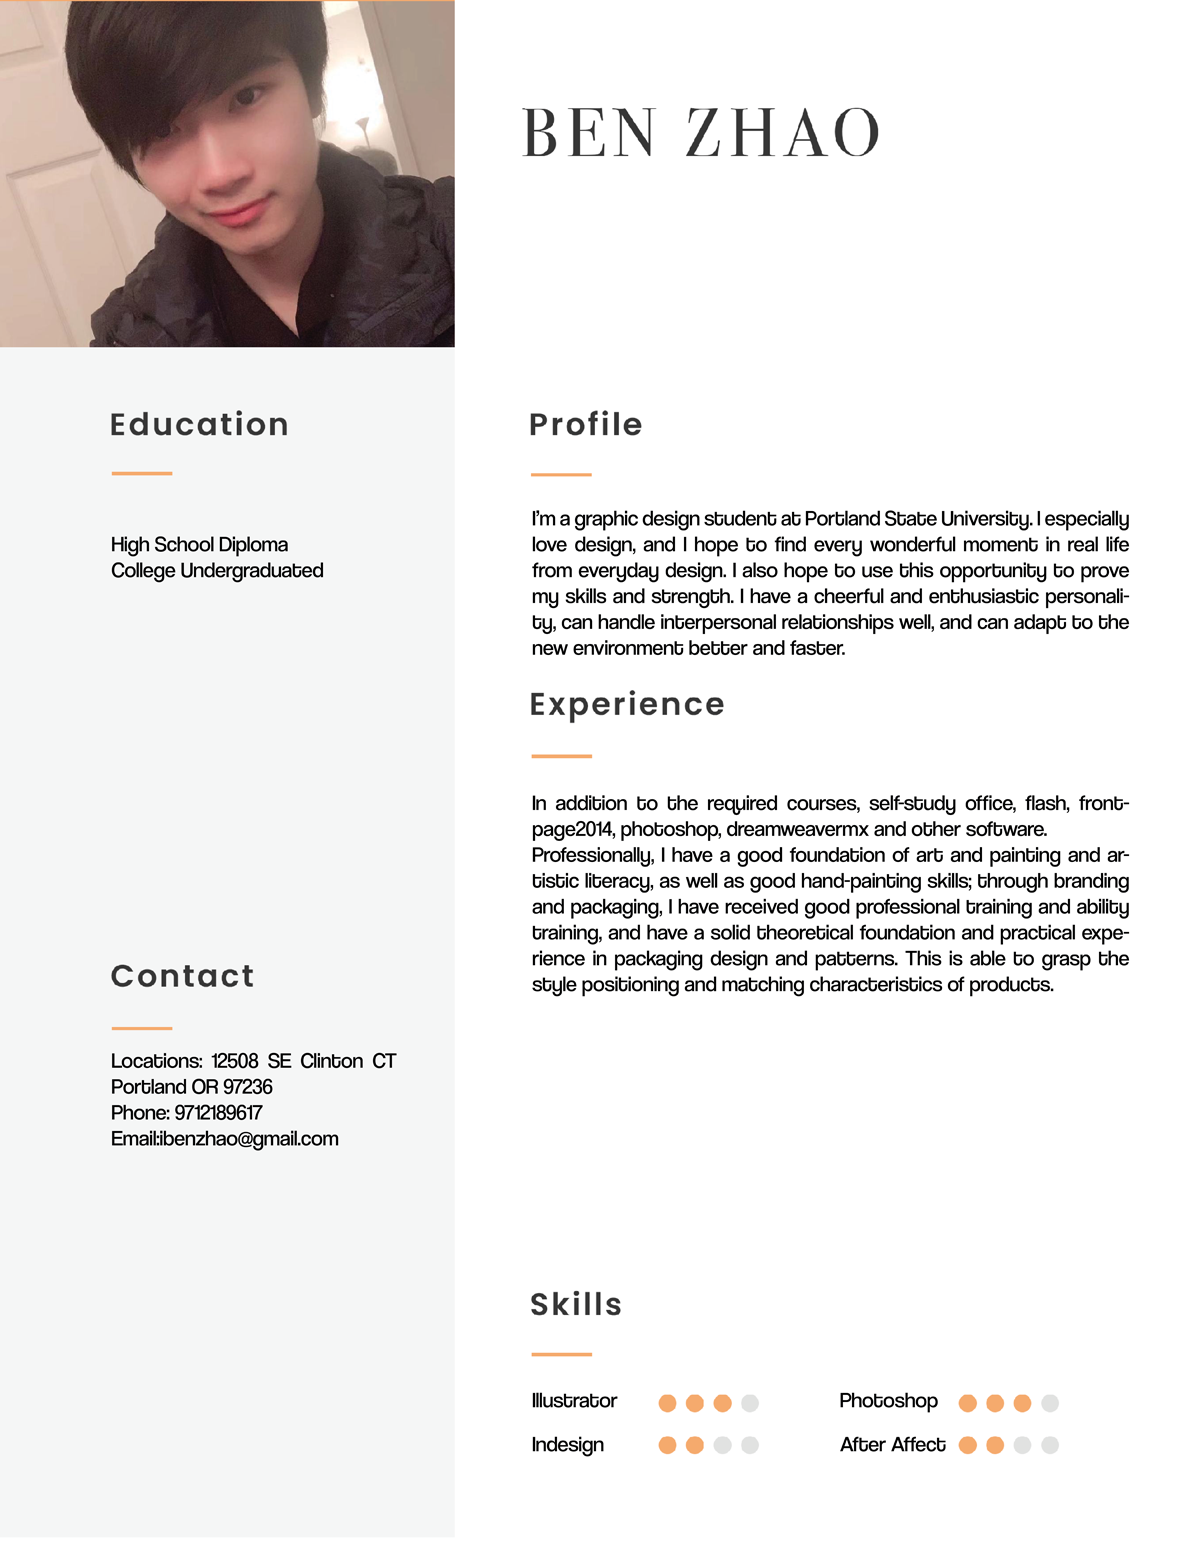 BEN ZHAO
Education
High School Diploma
College Undergraduated
Contact
Locations: 12508 SE Clinton CT
Portland OR 97236
Phone: 9712189617
Email:ibenzhao@gmail.com
Profile
I'm a graphic design student at Portland State University. I especially
love design, and I hope to find every wonderful moment in real life
from everyday design. I also hope to use this opportunity to prove
my skills and strength. I have a cheerful and enthusiastic personali-
ty, can handle interpersonal relationships well, and can adapt to the
new environment better and faster.
Experience
In addition to the required courses, self-study office, flash, front-
page2014, photoshop, dreamweavermx and other software.
Professionally, I have a good foundation of art and painting and ar-
tistic literacy, as well as good hand-painting skills; through branding
and packaging, I have received good professional training and ability
training, and have a solid theoretical foundation and practical expe-
rience in packaging design and patterns. This is able to grasp the
style positioning and matching characteristics of products.
Skills
Illustrator
Photoshop
Indesign
After Affect